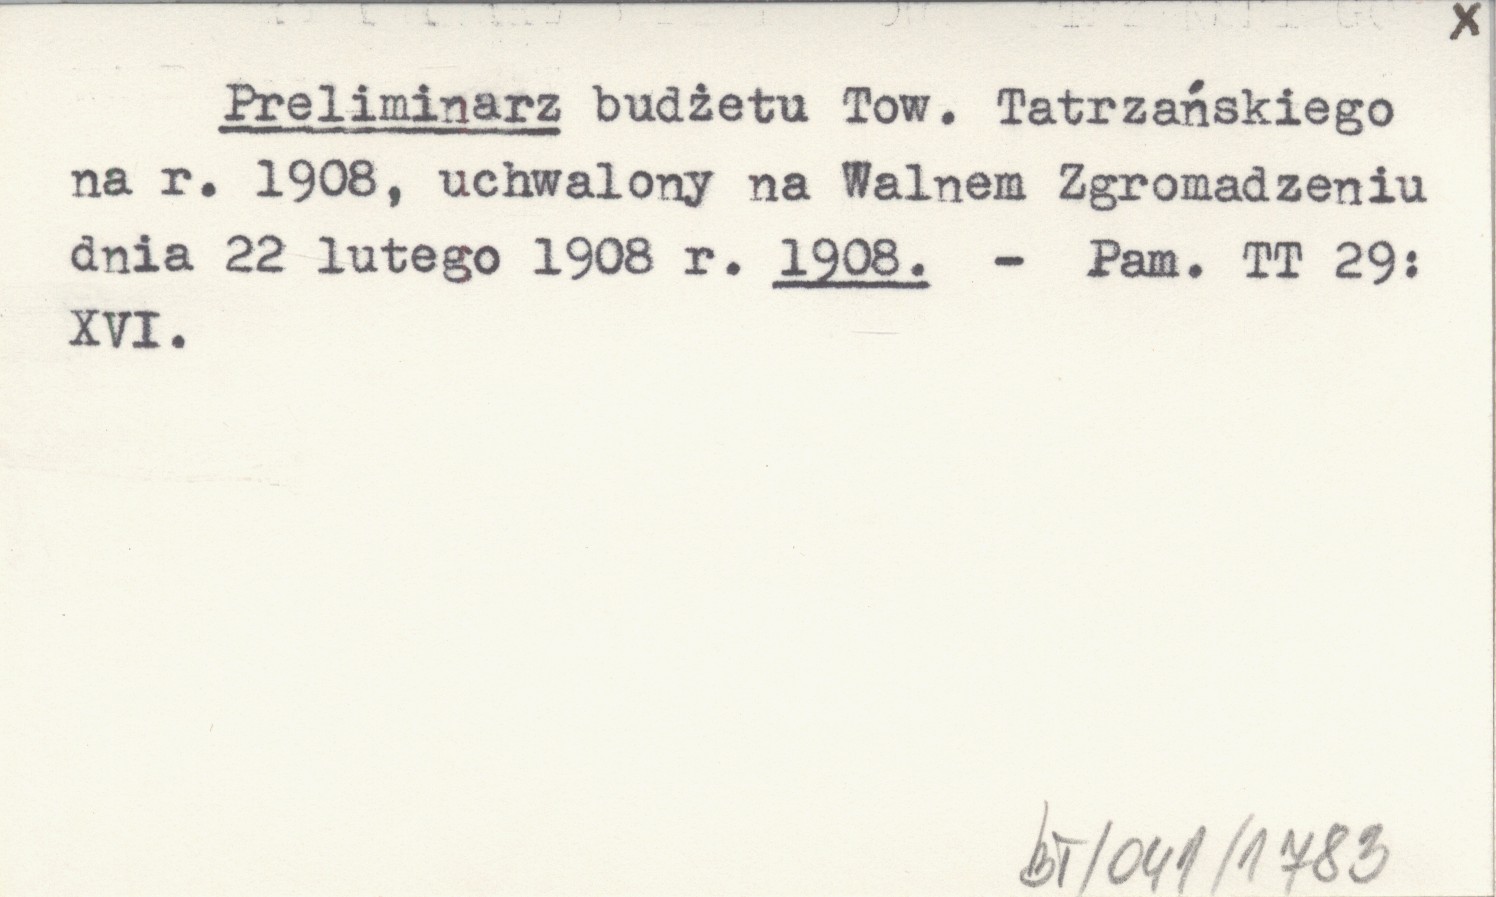 x
Preliminarz budżetu Tow. Tatrzańskiego
na r. 1908, uchwalony na Walnem Zgromadzeniu
dnia 22 lutego 1908 r. 1908. - Pam. TT 29:
XVI.
BT/041/1783